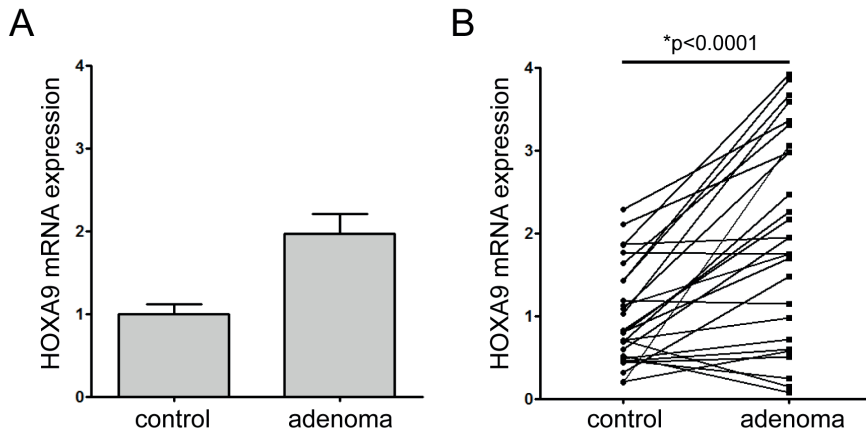 A
HOXA9 mRNA expression
4
3
2
1
0
control adenoma
B
*p<0.0001
HOXA9 mRNA expression
4
3
2
1
0
control adenoma